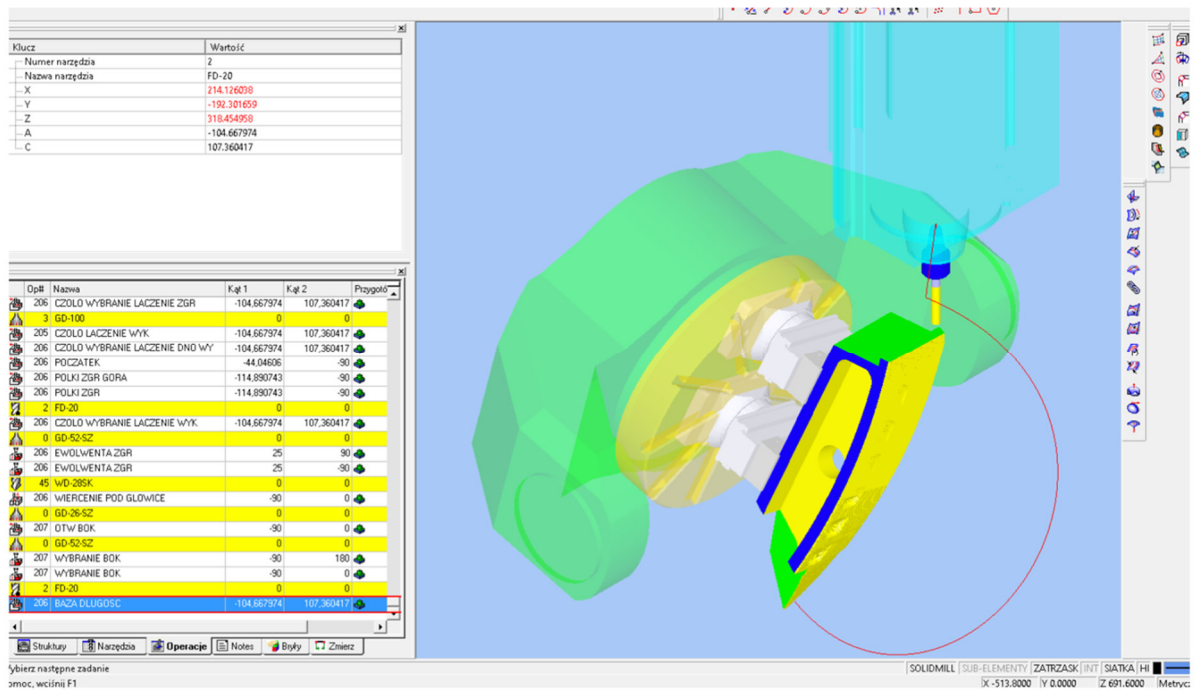 Klucz Wartość
Numer narzędzia 2
Nazwa narzędzia FD-20
X 214.126038
Y -192.301659
Z 318.454958
A -104.667974
C 107.360417
Op# Nazwa Kąt 1 Kąt 2 Przygotó
206 CZOLO WYBRANIE LACZENIE ZGR -104,667974 107,360417
3 GD-100 0 0
205 CZOLO LACZENIE WYK -104,667974 107,360417
206 CZOLO WYBRANIE LACZENIE DNO WY -104,667974 107,360417
206 POCZATEK -44,04606 -90
206 POLKI ZGR GORA -114,890743 -90
206 POLKI ZGR -114,890743 -90
2 FD-20 0 0
206 CZOLO WYBRANIE LACZENIE WYK -104,667974 107,360417
0 GD-52-SZ 0 0
206 EWOLWENTA ZGR 25 90
206 EWOLWENTA ZGR 25 -90
45 WD-28SK 0 0
206 WIERCENIE POD GLOWICE -90 0
0 GD-26-SZ 0 0
207 OTW BOK -90 0
0 GD-52-SZ 0 0
207 WYBRANIE BOK -90 180
207 WYBRANIE BOK -90 0
2 FD-20 0 0
206 BAZA DLUGOSC -104,667974 107,360417
Struktury Narzędzia Operacje Notes Bryły Zmierz
Wybierz następne zadanie SOLIDMILL SUB-ELEMENTY ZATRZASK INT SIATKA HI
omoc, wciśnij F1 X -513.8000 Y 0.0000 Z 691.6000 Metrycz